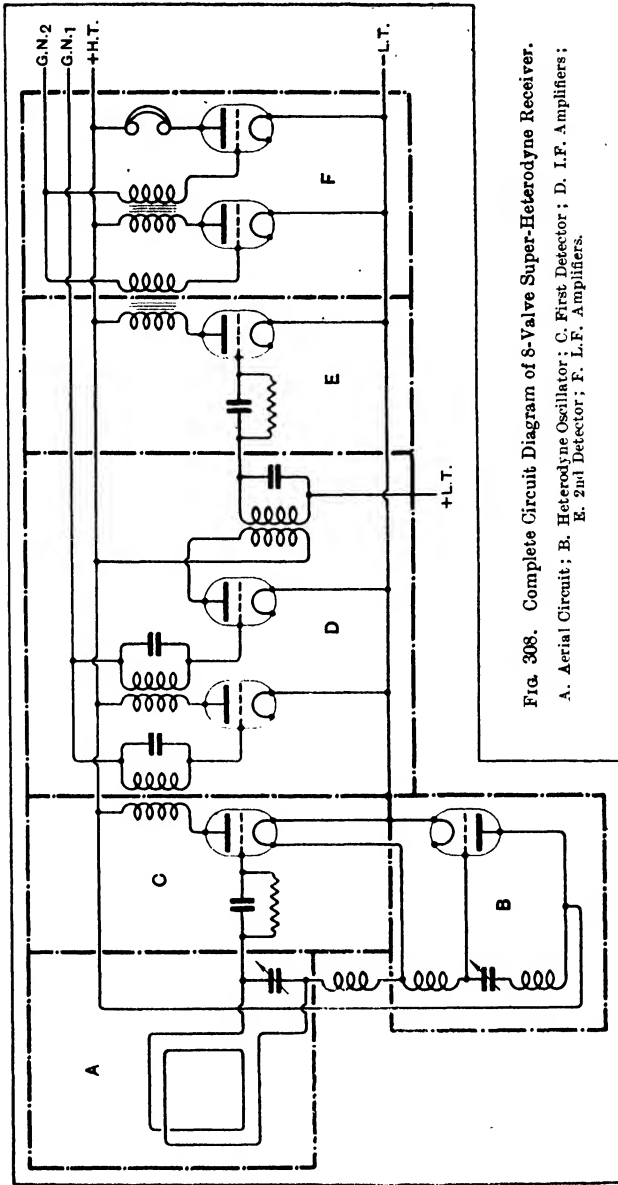 G.N.2
G.N.1
+H.T.
-L.T.
A
C
D
E
F
B
+L.T.
FIG. 308. Complete Circuit Diagram of 8-Valve Super-Heterodyne Receiver.
A. Aerial Circuit; B. Heterodyne Oscillator; C. First Detector; D. I.F. Amplifiers;
E. 2nd Detector; F. L.F. Amplifiers.